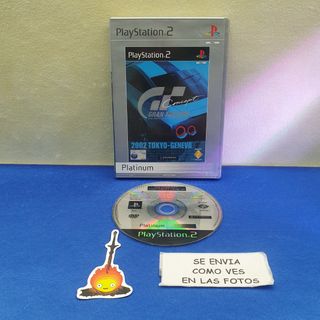 PlayStation 2
PlayStation 2
GT
Concept
GRAN TURISMO
2002 TOKYO-GENEVA
Platinum
Platinum
PlayStation 2
SE ENVIA
COMO VES
EN LAS FOTOS